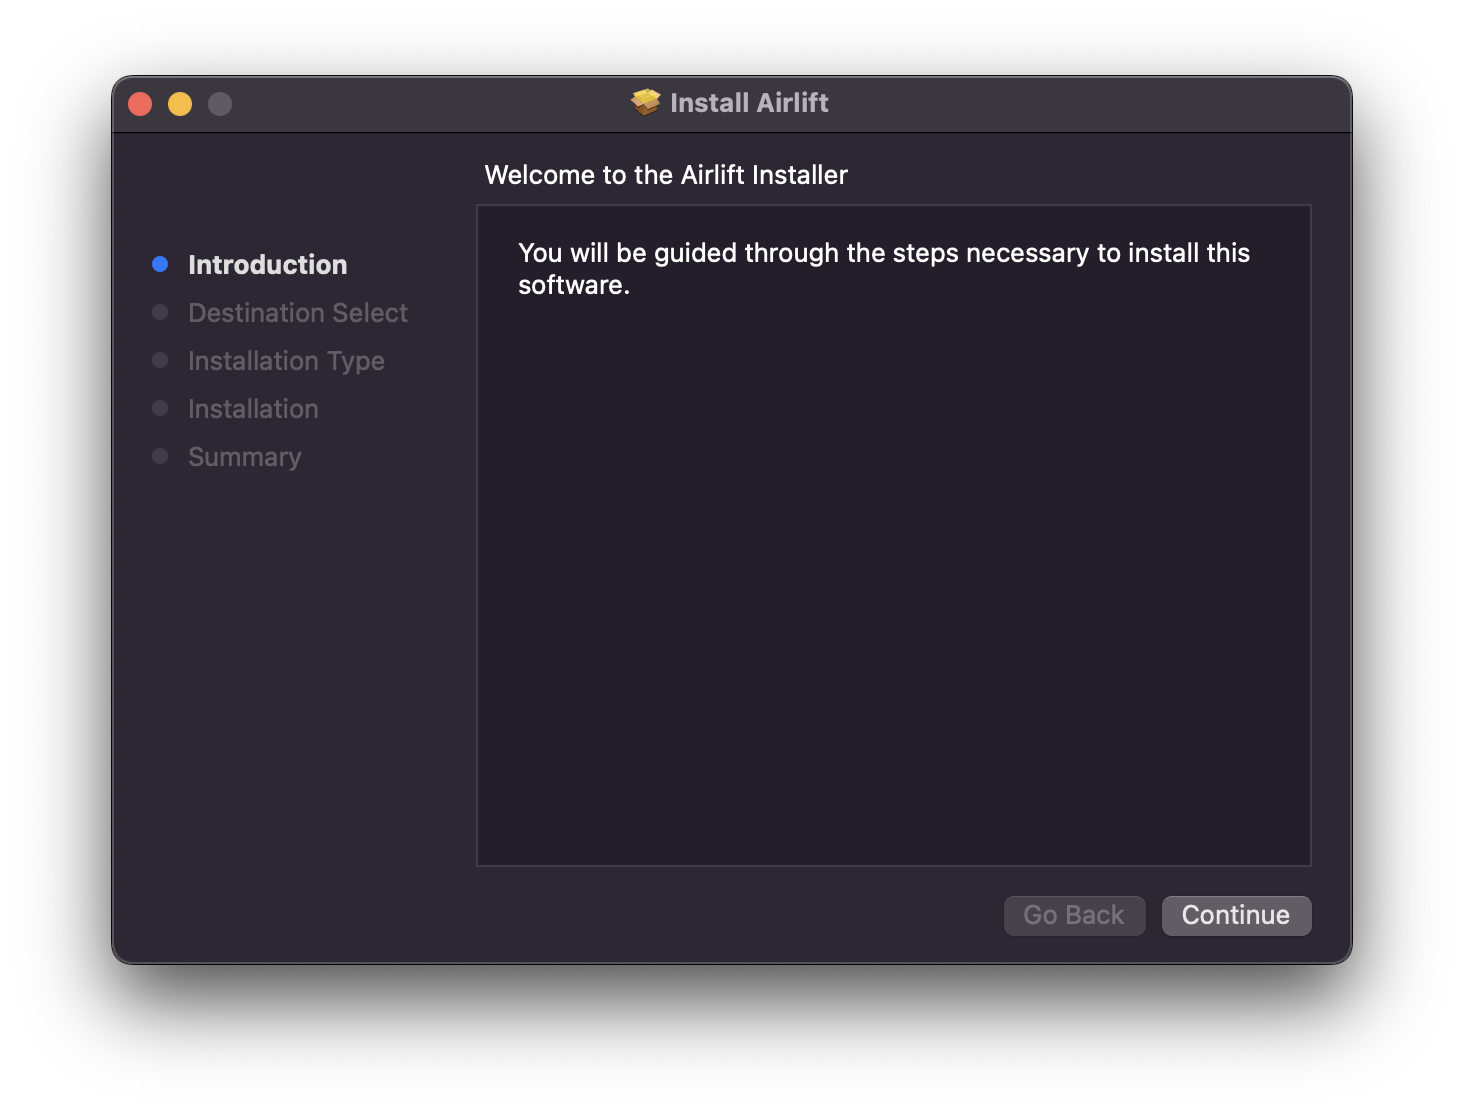 Install Airlift
Welcome to the Airlift Installer
Introduction
Destination Select
Installation Type
Installation
Summary
You will be guided through the steps necessary to install this
software.
Go Back
Continue